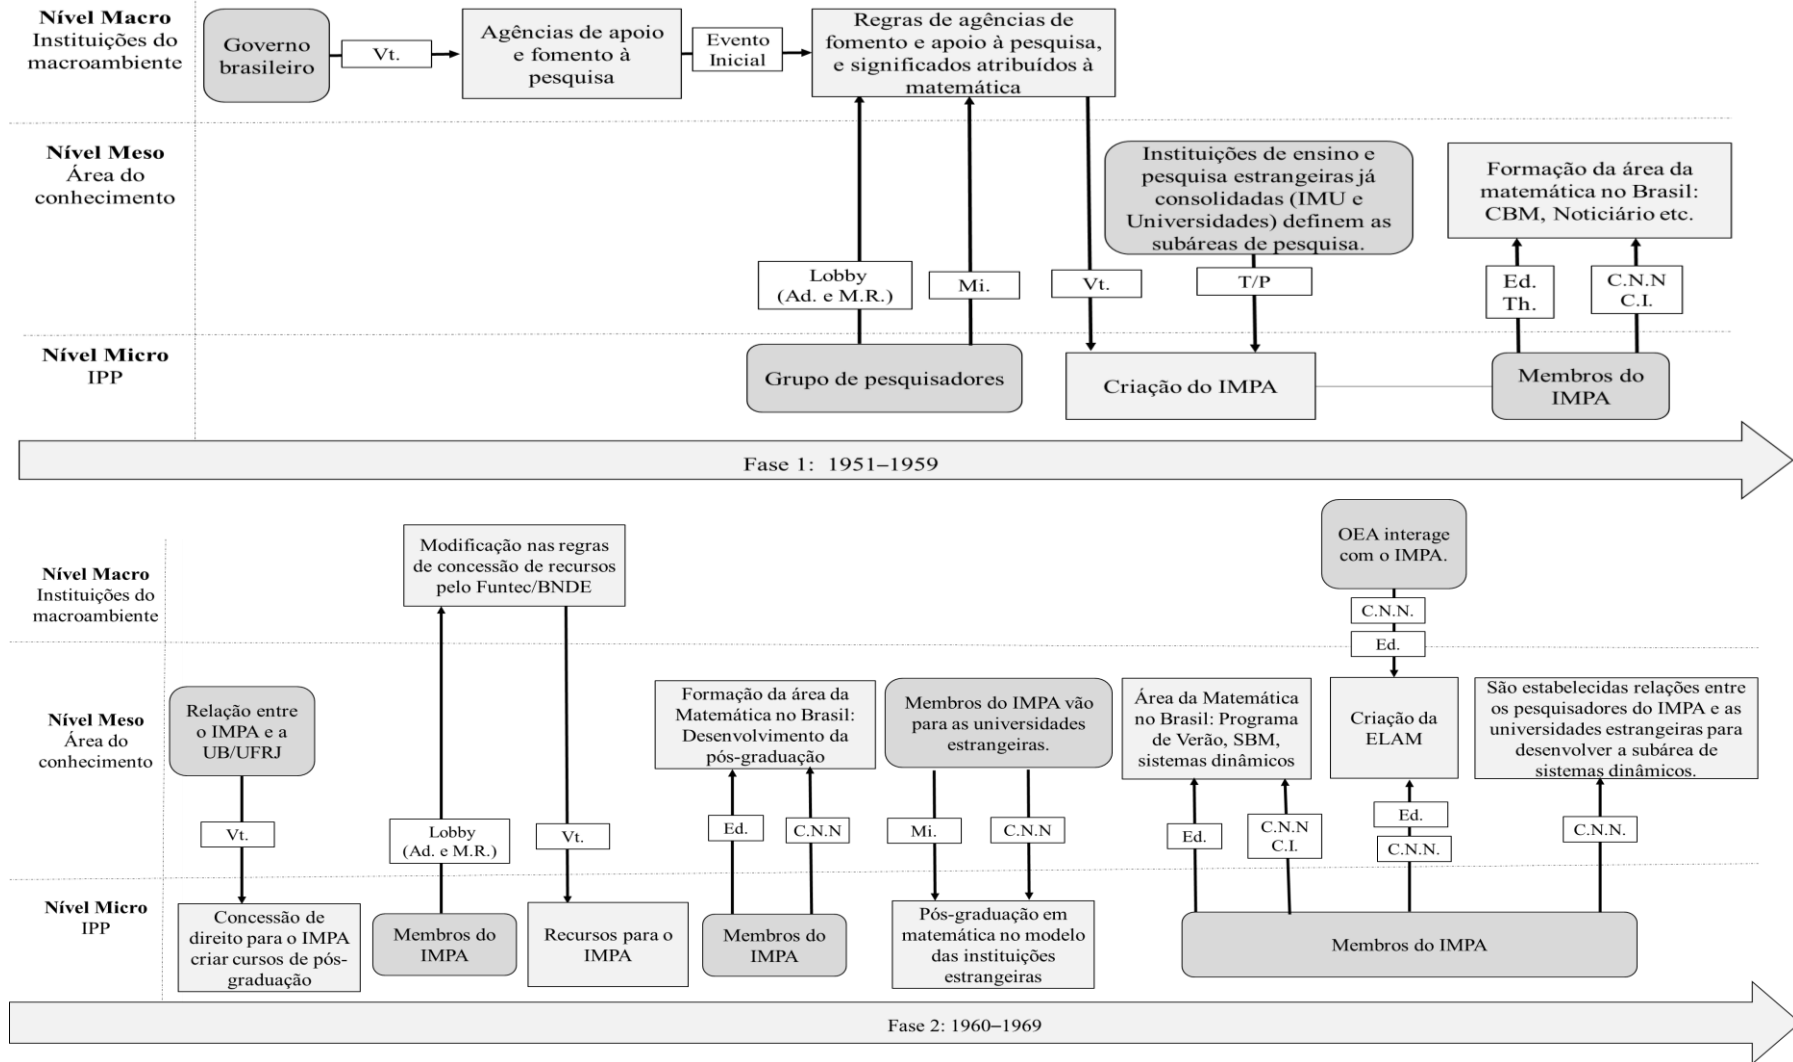 Nível Macro
Instituições do
macroambiente
Governo
brasileiro
Vt.
Agências de apoio
e fomento à
pesquisa
Evento
Inicial
Regras de agências de
fomento e apoio à pesquisa,
e significados atribuídos à
matemática
Nível Meso
Área do
conhecimento
Instituições de ensino e
pesquisa estrangeiras já
consolidadas (IMU e
Universidades) definem as
subáreas de pesquisa.
Formação da área da
matemática no Brasil:
CBM, Noticiário etc.
Lobby
(Ad. e M.R.)
Mi.
Vt.
T/P
Ed.
Th.
C.N.N
C.I.
Nível Micro
IPP
Grupo de pesquisadores
Criação do IMPA
Membros do
IMPA
Fase 1: 1951–1959
Nível Macro
Instituições do
macroambiente
Modificação nas regras
de concessão de recursos
pelo Funtec/BNDE
OEA interage
com o IMPA.
C.N.N.
Ed.
Nível Meso
Área do
conhecimento
Relação entre
o IMPA e a
UB/UFRJ
Formação da área da
Matemática no Brasil:
Desenvolvimento da
pós-graduação
Membros do IMPA vão
para as universidades
estrangeiras.
Área da Matemática
no Brasil: Programa
de Verão, SBM,
sistemas dinâmicos
Criação da
ELAM
São estabelecidas relações entre
os pesquisadores do IMPA e as
universidades estrangeiras para
desenvolver a subárea de
sistemas dinâmicos.
Vt.
Lobby
(Ad. e M.R.)
Vt.
Ed.
C.N.N
Mi.
C.N.N
Ed.
C.N.N
C.I.
Ed.
C.N.N.
C.N.N.
Nível Micro
IPP
Concessão de
direito para o IMPA
criar cursos de pós-
graduação
Membros do
IMPA
Recursos para o
IMPA
Membros do
IMPA
Pós-graduação em
matemática no modelo
das instituições
estrangeiras
Membros do IMPA
Fase 2: 1960–1969